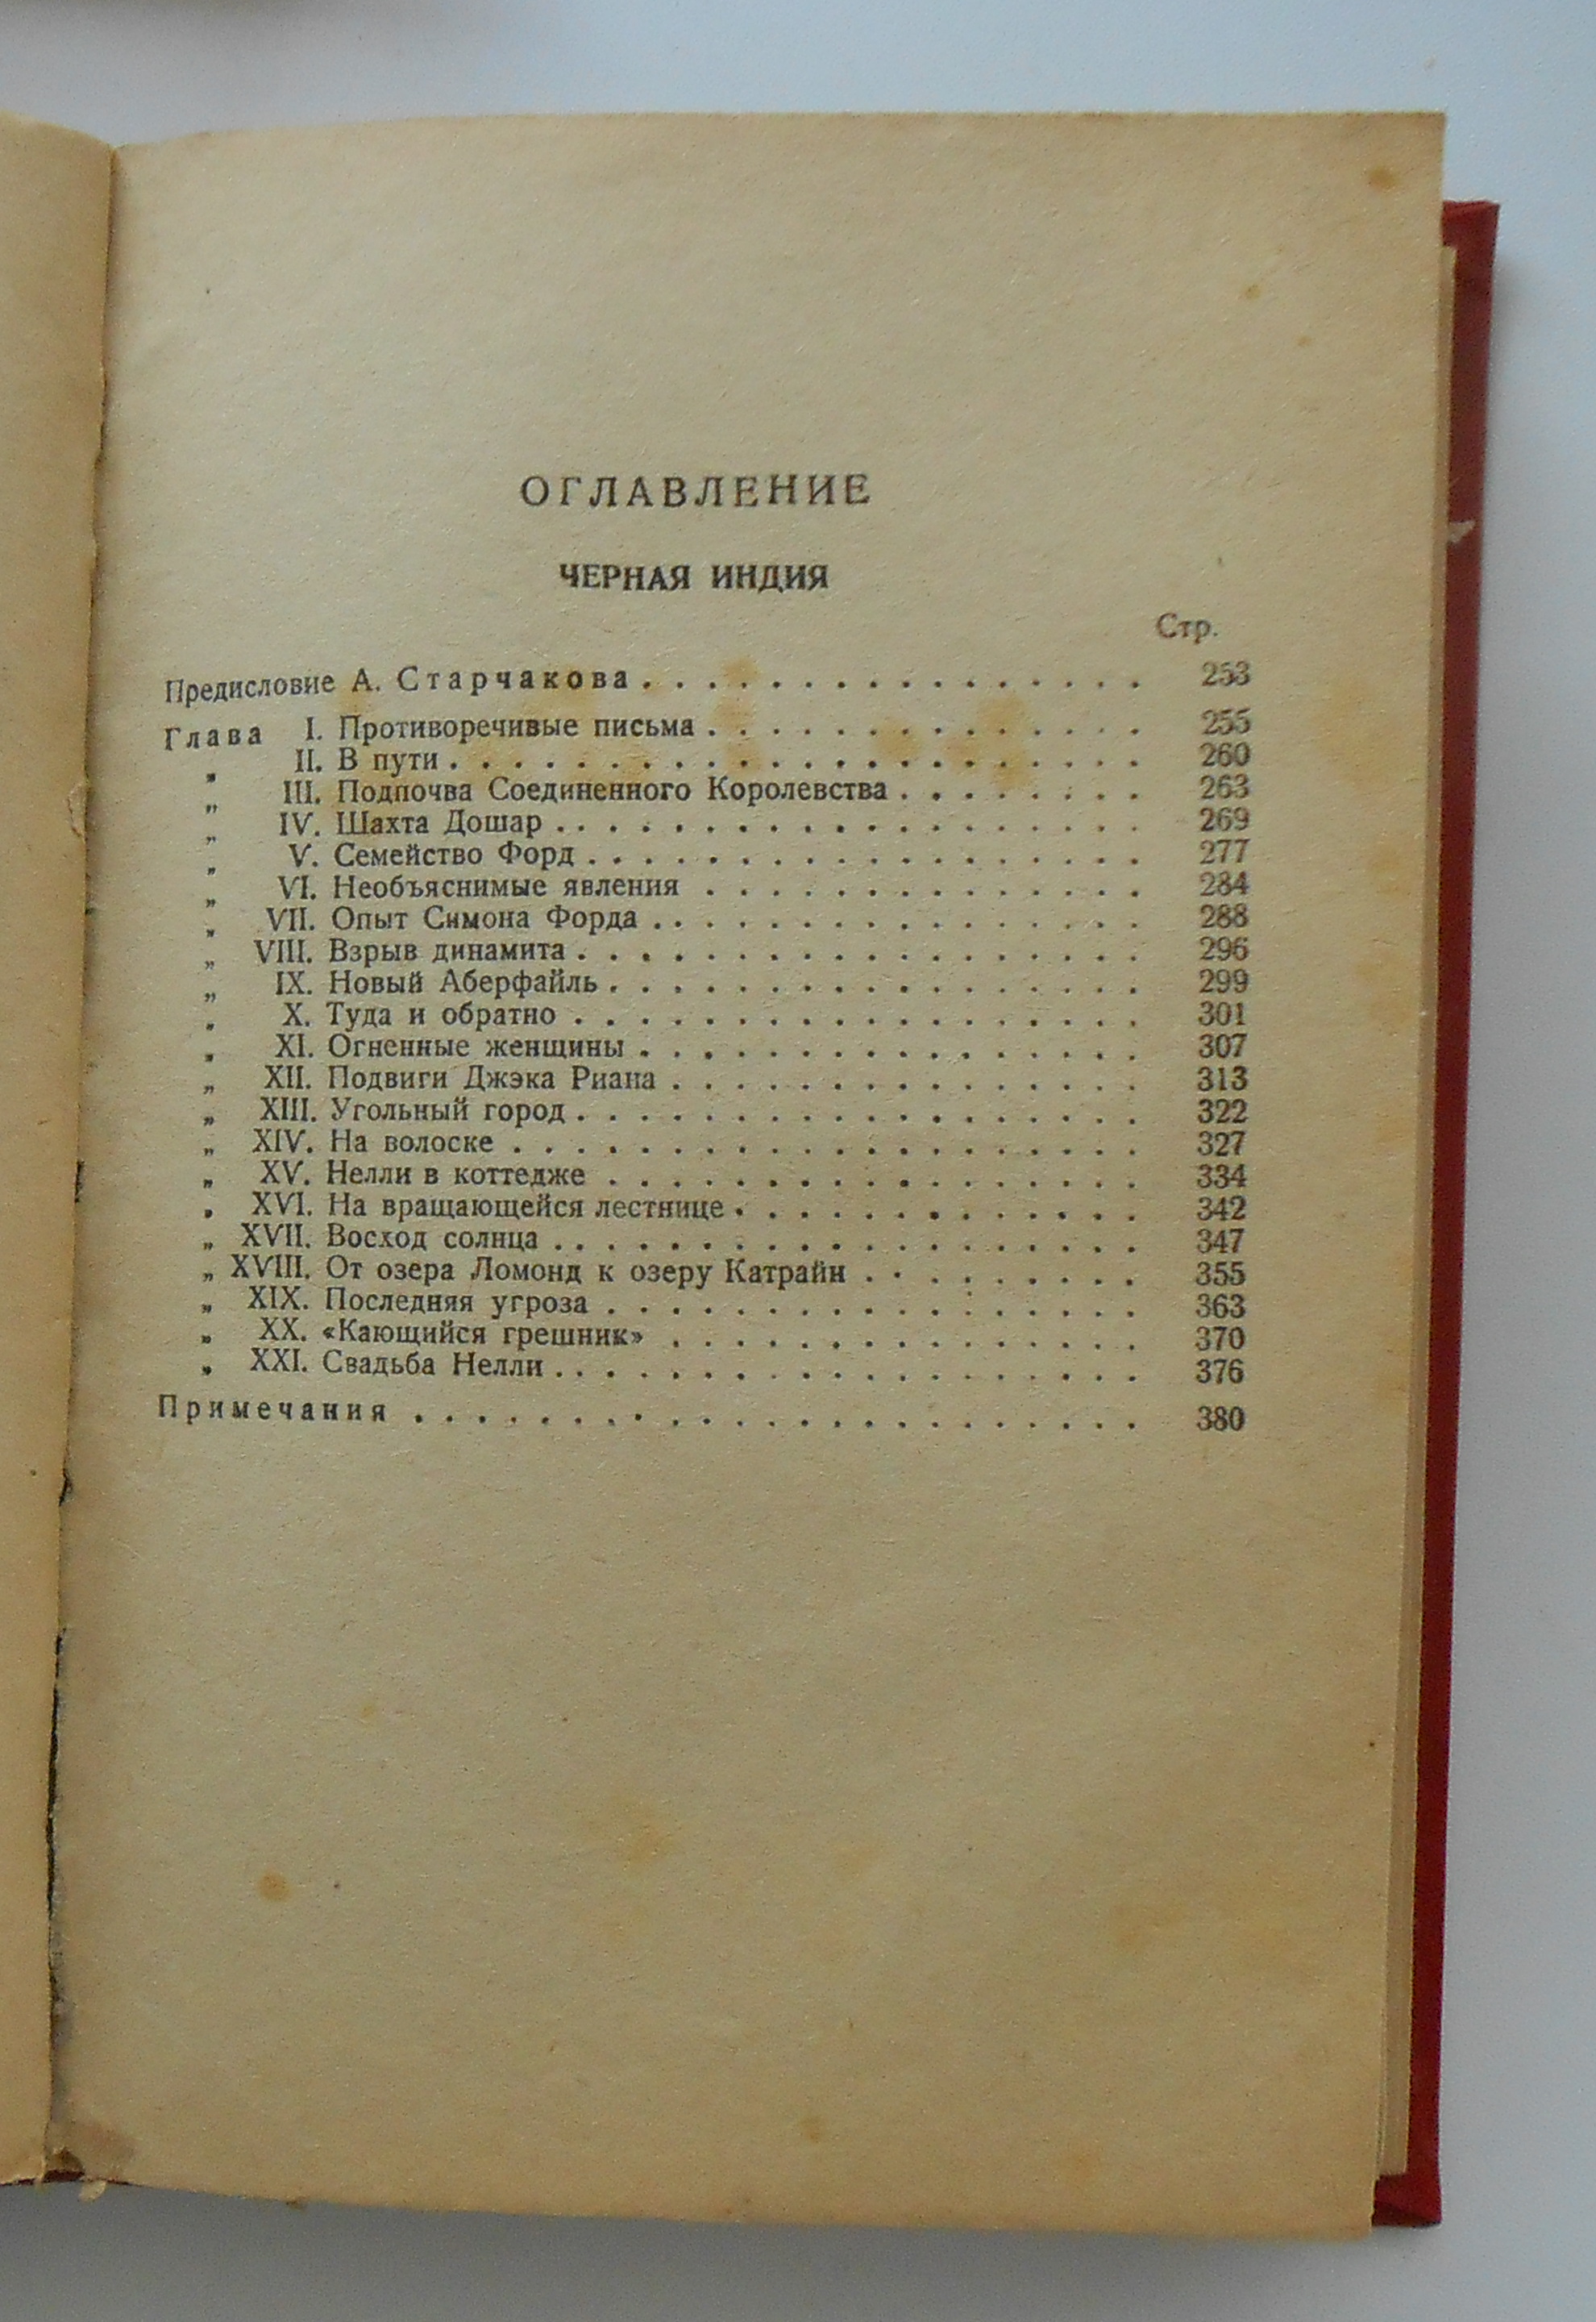 ОГЛАВЛЕНИЕ
ЧЕРНАЯ ИНДИЯ
Стр.
Предисловие А. Старчакова . . . . . . . . . . . . . . . . 253
Глава I. Противоречивые письма . . . . . . . . . . . . . . 255
„ II. В пути . . . . . . . . . . . . . . . . . . . . . . 260
„ III. Подпочва Соединенного Королевства . . . . . . . . 263
„ IV. Шахта Дошар . . . . . . . . . . . . . . . . . . . 269
„ V. Семейство Форд . . . . . . . . . . . . . . . . . . 277
„ VI. Необъяснимые явления . . . . . . . . . . . . . . 284
„ VII. Опыт Симона Форда . . . . . . . . . . . . . . . . 288
„ VIII. Взрыв динамита . . . . . . . . . . . . . . . . . . 296
„ IX. Новый Аберфайль . . . . . . . . . . . . . . . . . 299
„ X. Туда и обратно . . . . . . . . . . . . . . . . . . 301
„ XI. Огненные женщины . . . . . . . . . . . . . . . . 307
„ XII. Подвиги Джэка Риана . . . . . . . . . . . . . . . 313
„ XIII. Угольный город . . . . . . . . . . . . . . . . . . 322
„ XIV. На волоске . . . . . . . . . . . . . . . . . . . . 327
„ XV. Нелли в коттедже . . . . . . . . . . . . . . . . . 334
„ XVI. На вращающейся лестнице . . . . . . . . . . . . . 342
„ XVII. Восход солнца . . . . . . . . . . . . . . . . . . . 347
„ XVIII. От озера Ломонд к озеру Катрайн . . . . . . . . . 355
„ XIX. Последняя угроза . . . . . . . . . . . . . . . . . 363
„ XX. «Кающийся грешник» . . . . . . . . . . . . . . . 370
„ XXI. Свадьба Нелли . . . . . . . . . . . . . . . . . . . 376
Примечания . . . . . . . . . . . . . . . . . . . . . . . 380